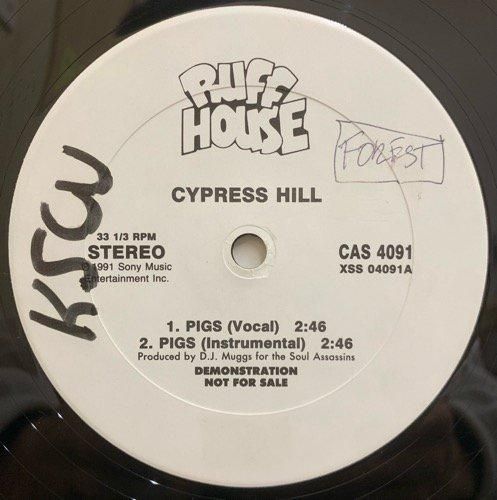 RUFF
HOUSE
FOREST
CYPRESS HILL
KSCU
33 1/3 RPM
STEREO
℗1991 Sony Music
Entertainment Inc.
CAS 4091
XSS 04091A
1. PIGS (Vocal) 2:46
2. PIGS (Instrumental) 2:46
Produced by D.J. Muggs for the Soul Assassins
DEMONSTRATION
NOT FOR SALE